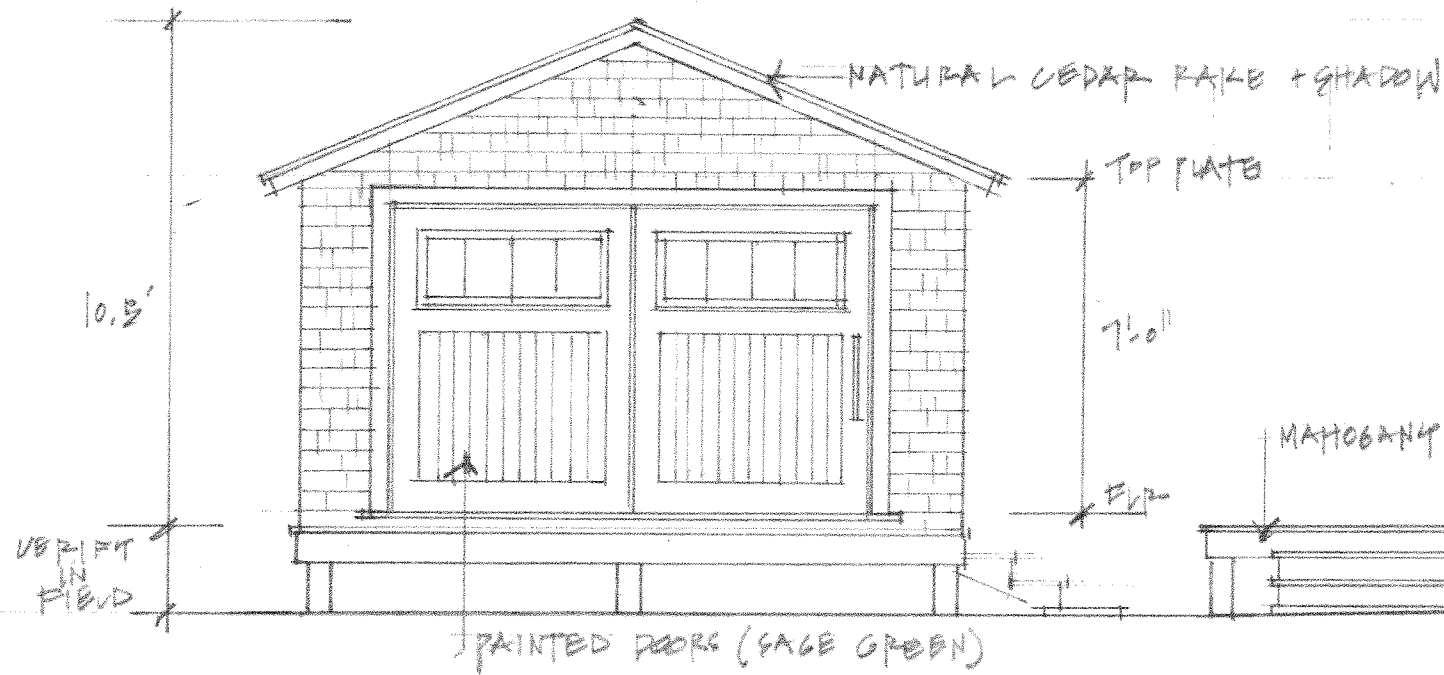 NATURAL CEDAR RAKE + SHADOW
TOP PLATE
10.5'
7'-0"
MAHOGANY
FLR
VERIFY
IN
FIELD
PAINTED DOORS (SAGE GREEN)